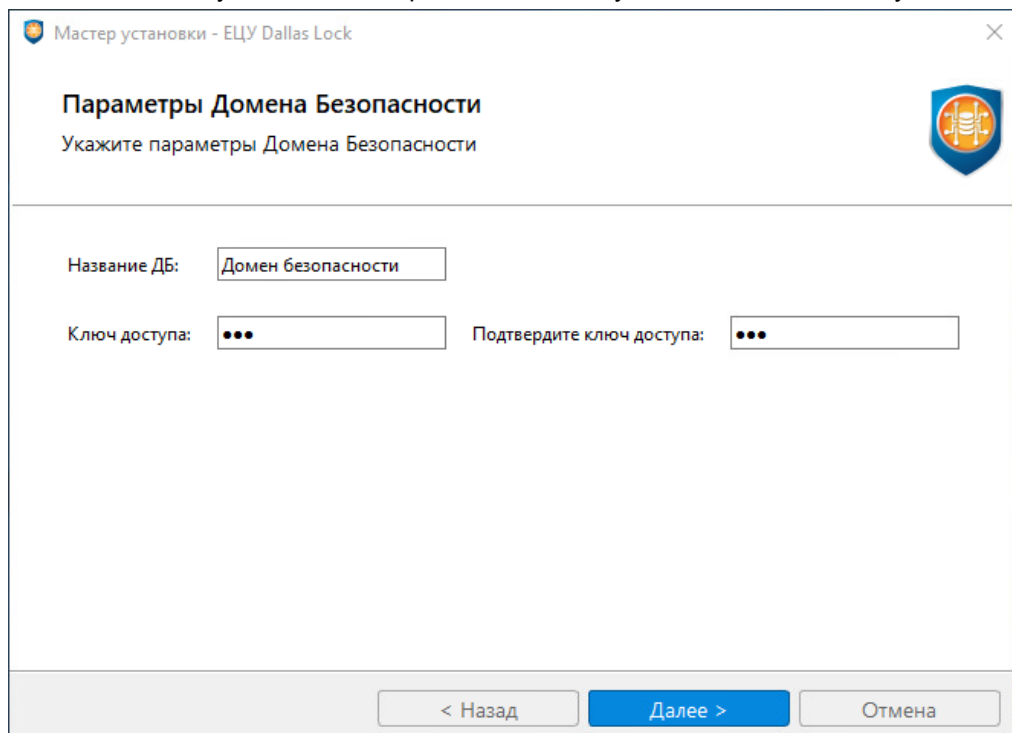 Мастер установки - ЕЦУ Dallas Lock
Параметры Домена Безопасности
Укажите параметры Домена Безопасности
Название ДБ: Домен безопасности
Ключ доступа: ●●● Подтвердите ключ доступа: ●●●
< Назад Далее > Отмена